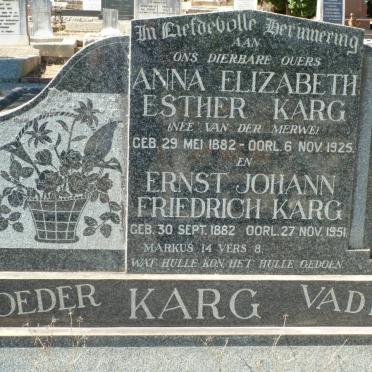 In Liefdevolle Herinnering
AAN
ONS DIERBARE OUERS
ANNA ELIZABETH
ESTHER KARG
(NEE VAN DER MERWE)
GEB. 29 MEI 1882 - OORL. 6 NOV. 1925.
EN
ERNST JOHANN
FRIEDRICH KARG
GEB. 30 SEPT. 1882 OORL. 27 NOV. 1951.
MARKUS 14 VERS 8.
WAT HULLE KON, HET HULLE GEDOEN.
OEDER KARG VAD